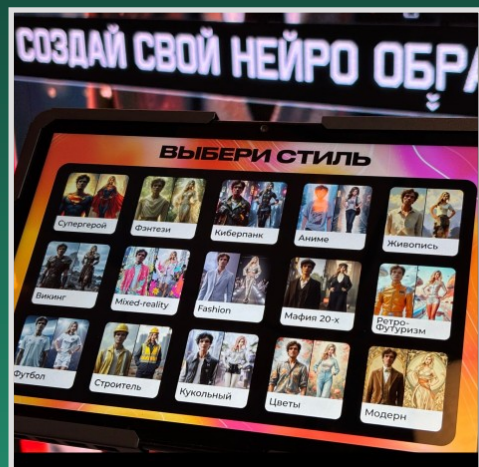 СОЗДАЙ СВОЙ НЕЙРО ОБРА
ВЫБЕРИ СТИЛЬ
Супергерой
Фэнтези
Киберпанк
Аниме
Живопись
Викинг
Mixed-reality
Fashion
Мафия 20-х
Ретро-
Футуризм
Футбол
Строитель
Кукольный
Цветы
Модерн